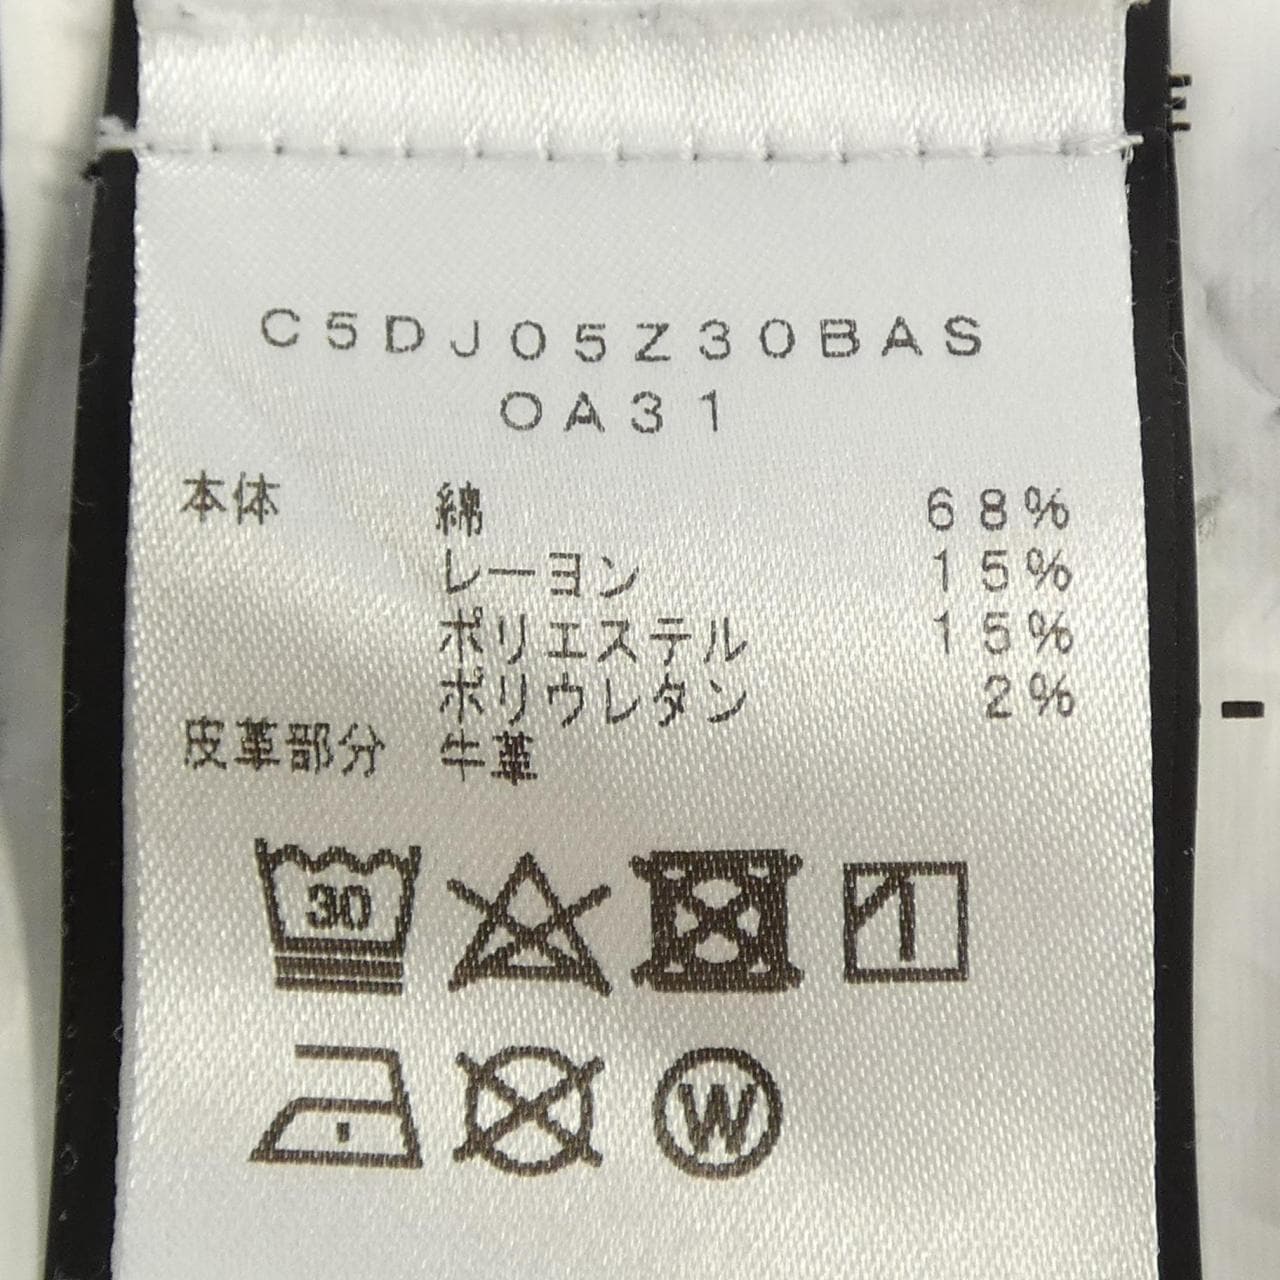 C5DJ05Z30BAS
0A31
本体 綿 68%
レーヨン 15%
ポリエステル 15%
ポリウレタン 2%
皮革部分 牛革
30
W